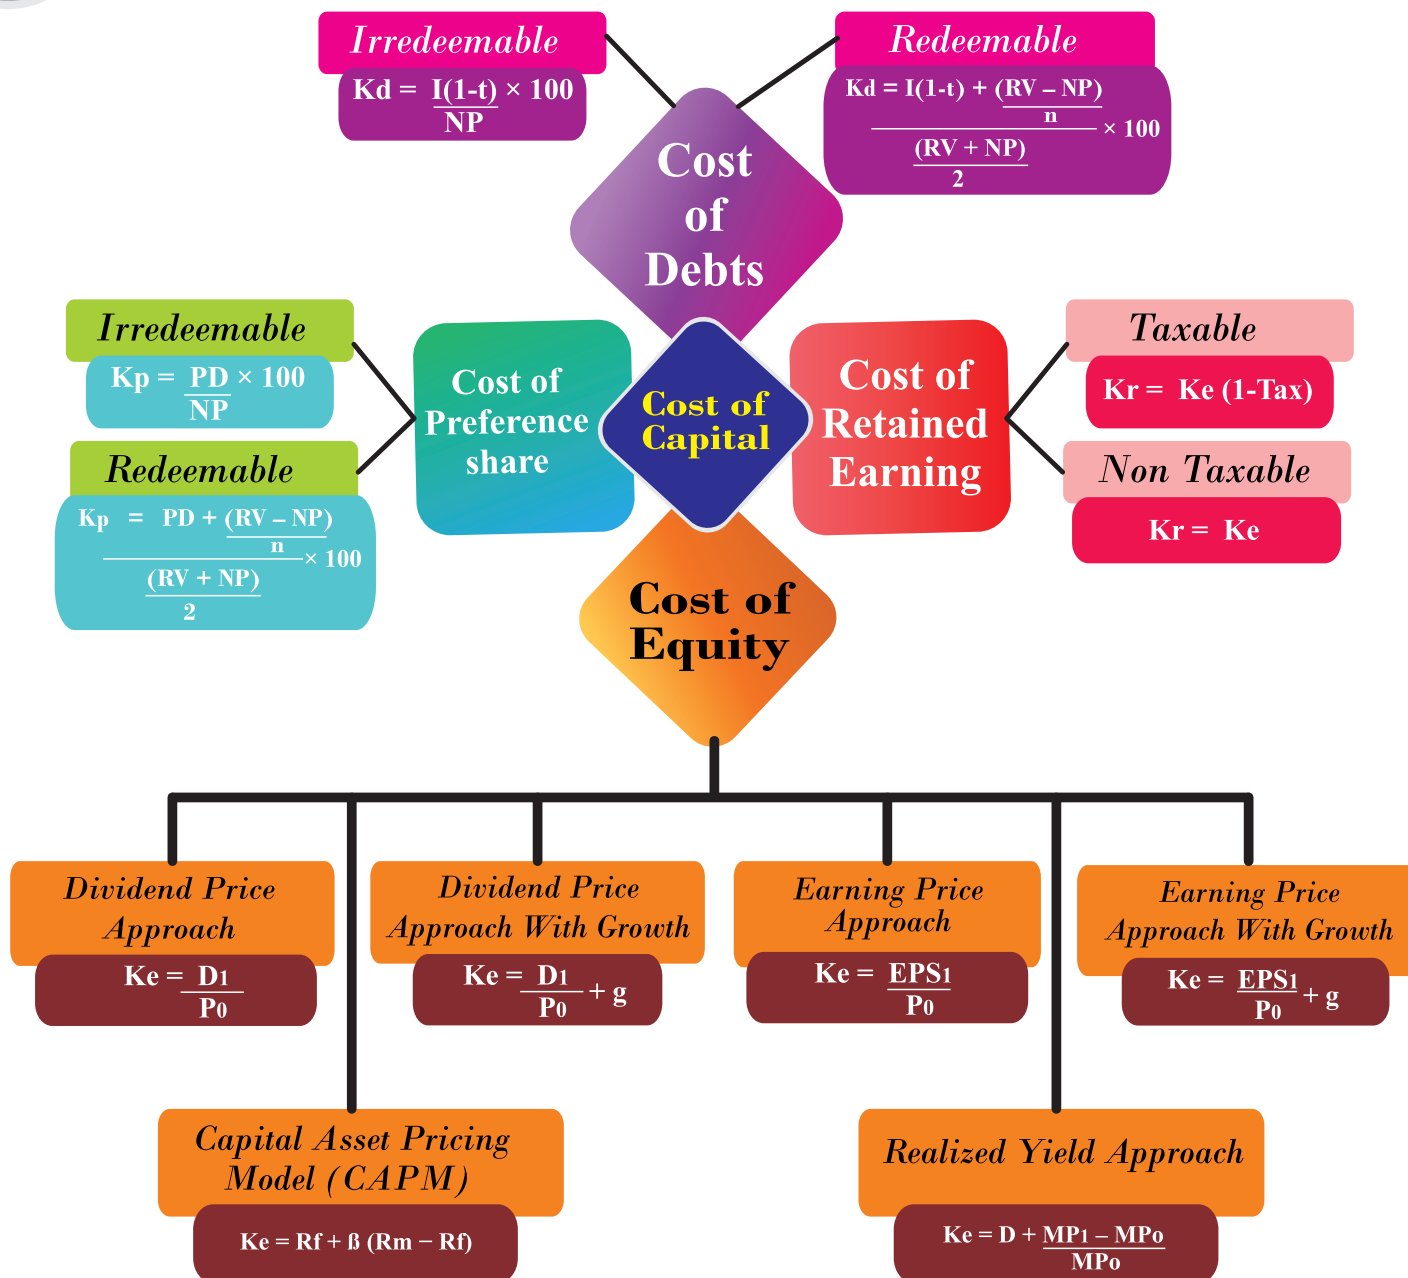 Irredeemable
Kd = I(1-t) × 100
NP
Redeemable
Kd = I(1-t) + (RV – NP)
n
× 100
(RV + NP)
2
Cost
of
Debts
Irredeemable
Kp = PD × 100
NP
Redeemable
Kp = PD + (RV – NP)
n
× 100
(RV + NP)
2
Cost of
Preference
share
Cost of
Capital
Cost of
Retained
Earning
Taxable
Kr = Ke (1-Tax)
Non Taxable
Kr = Ke
Cost of
Equity
Dividend Price
Approach
Ke = D1
P0
Dividend Price
Approach With Growth
Ke = D1
P0 + g
Earning Price
Approach
Ke = EPS1
P0
Earning Price
Approach With Growth
Ke = EPS1
P0 + g
Capital Asset Pricing
Model (CAPM)
Ke = Rf + ß (Rm – Rf)
Realized Yield Approach
Ke = D + MP1 – MPo
MPo